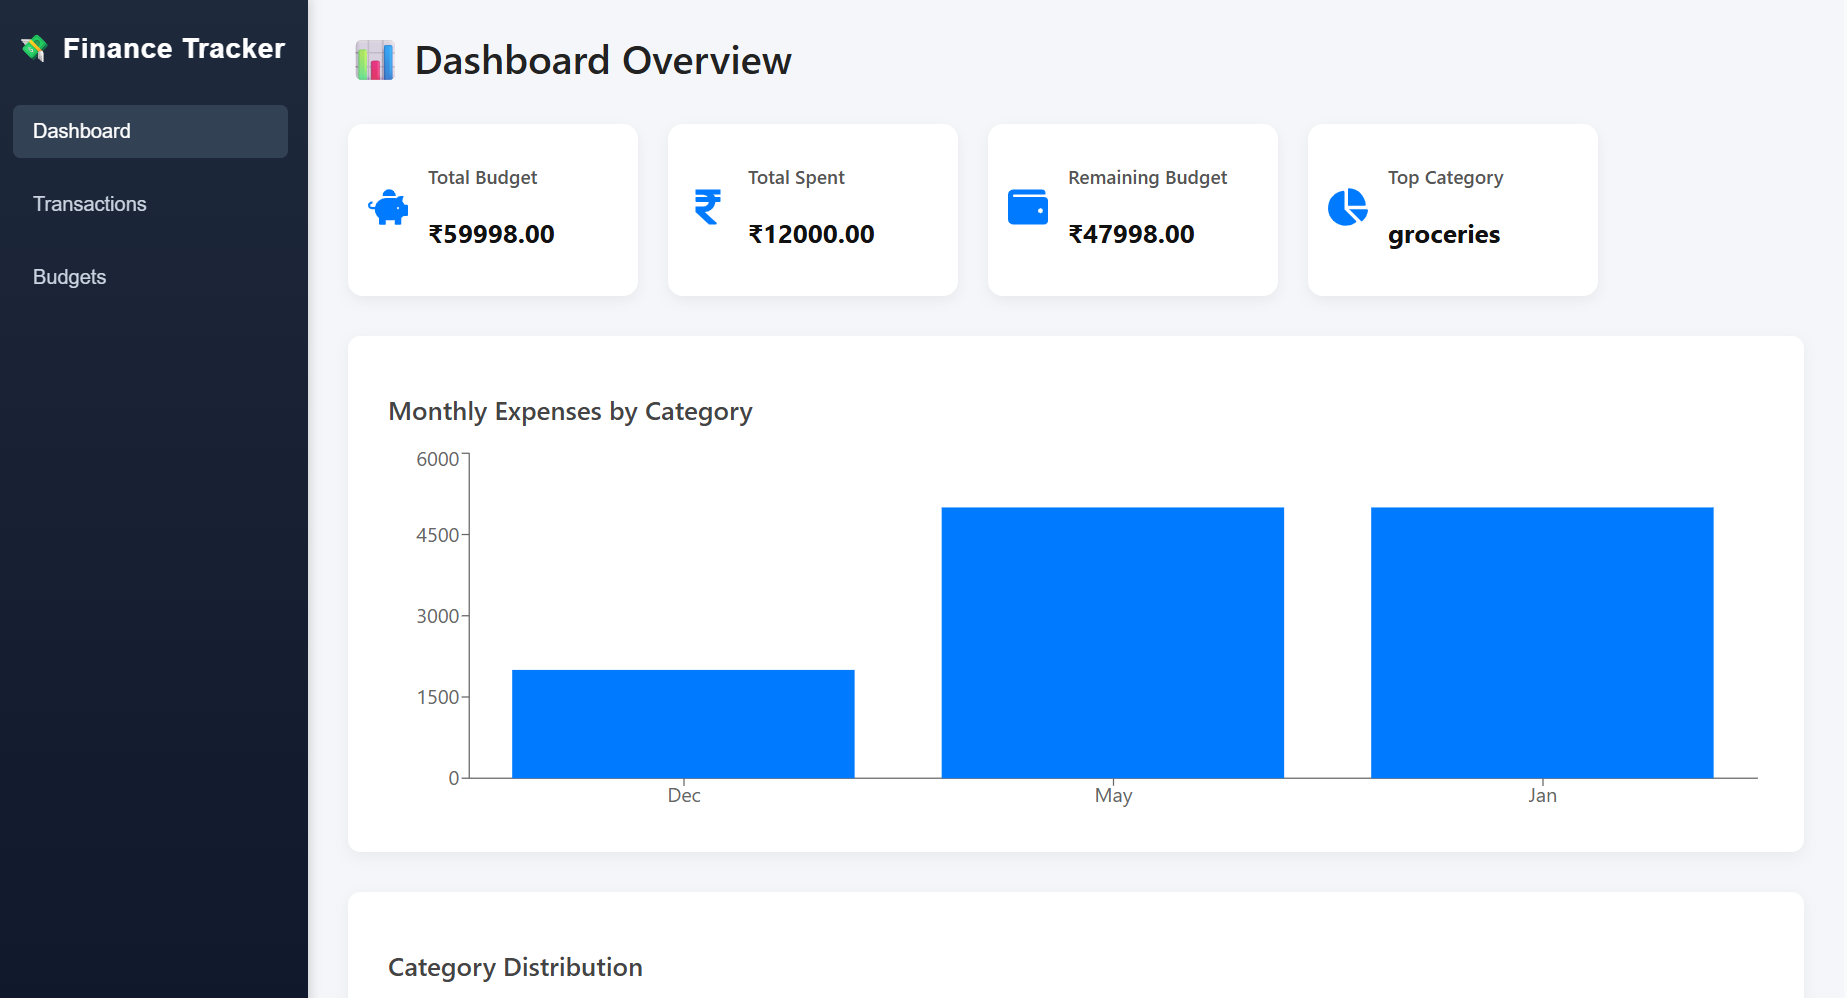 Finance Tracker
Dashboard
Transactions
Budgets
Dashboard Overview
Total Budget
₹59998.00
Total Spent
₹12000.00
Remaining Budget
₹47998.00
Top Category
groceries
Monthly Expenses by Category
6000
4500
3000
1500
0
Dec May Jan
Category Distribution